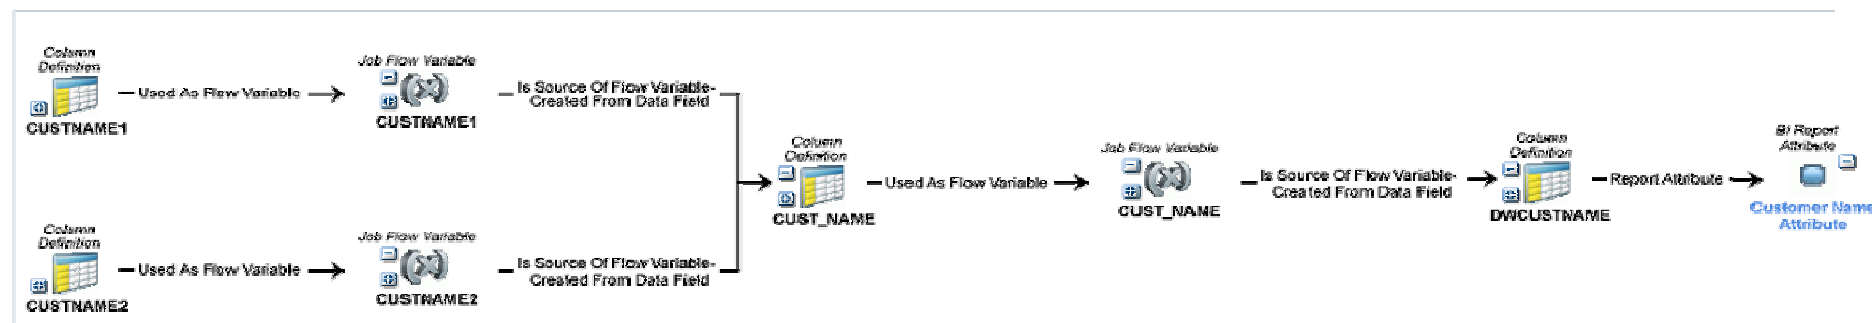 Column
Definition
CUSTNAME1
Used As Flow Variable
Job Flow Variable
CUSTNAME1
Is Source Of Flow Variable-
Created From Data Field
Column
Definition
CUSTNAME2
Used As Flow Variable
Job Flow Variable
CUSTNAME2
Is Source Of Flow Variable-
Created From Data Field
Column
Definition
CUST_NAME
Used As Flow Variable
Job Flow Variable
CUST_NAME
Is Source Of Flow Variable-
Created From Data Field
Column
Definition
DWCUSTNAME
Report Attribute
BI Report
Attribute
Customer Name
Attribute